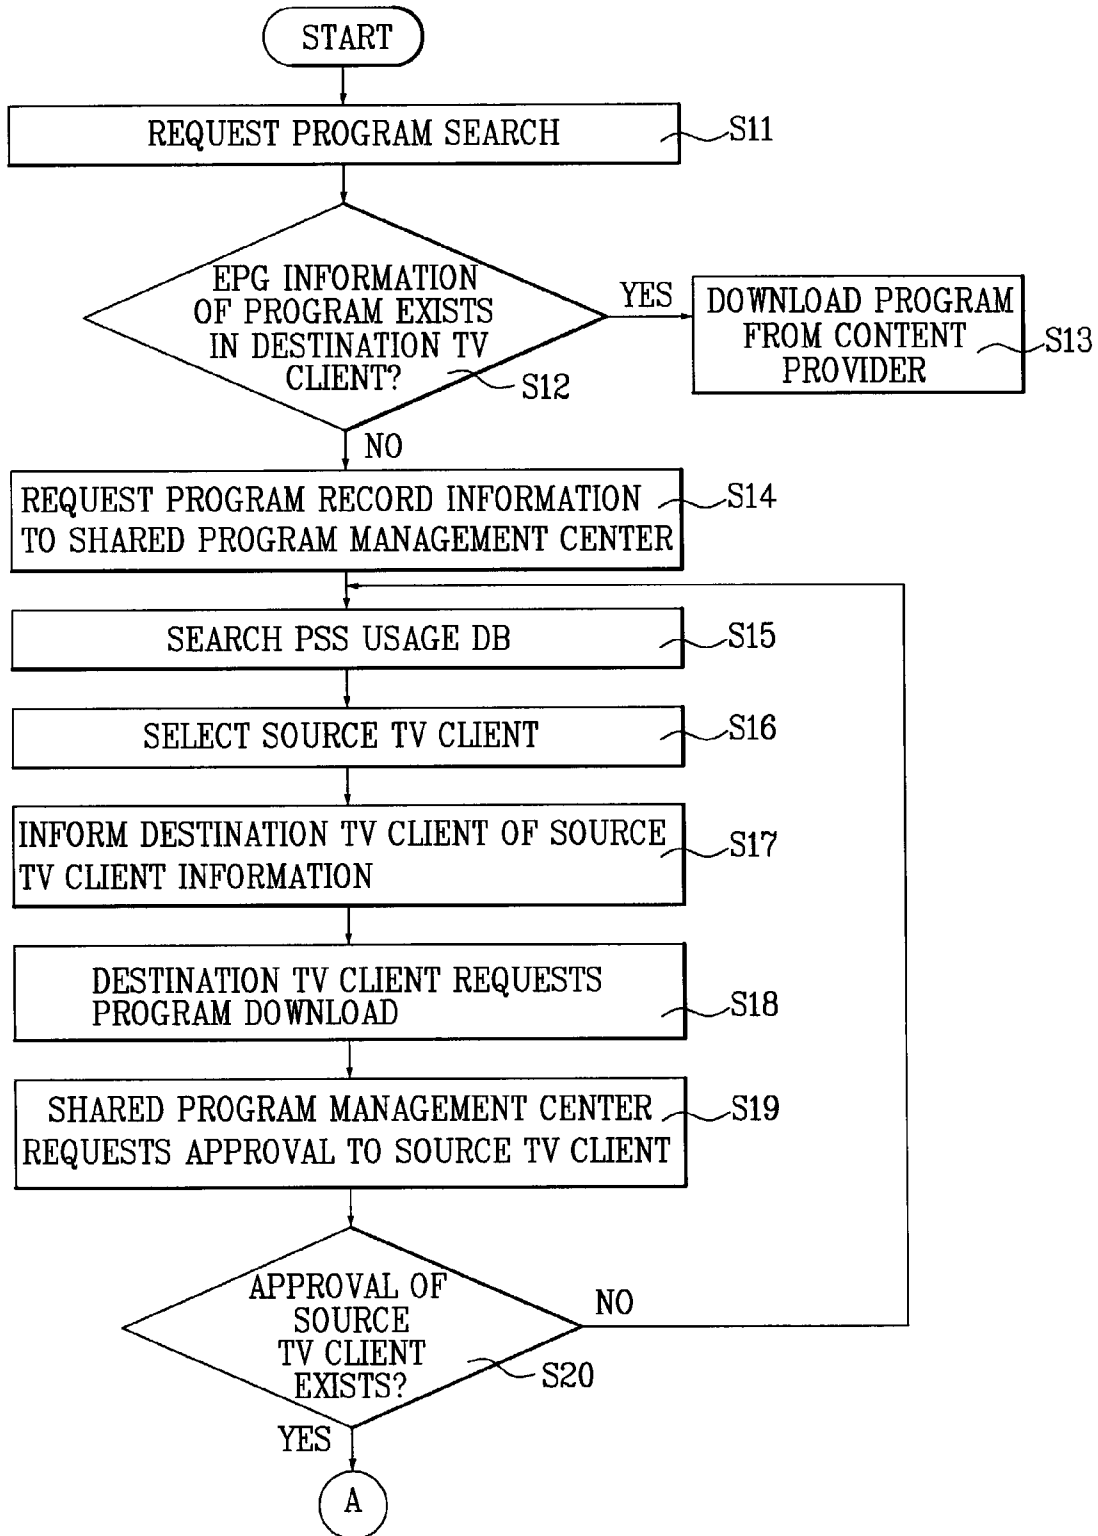 START
REQUEST PROGRAM SEARCH
S11
EPG INFORMATION
OF PROGRAM EXISTS
IN DESTINATION TV
CLIENT?
S12
YES
DOWNLOAD PROGRAM
FROM CONTENT
PROVIDER
S13
NO
REQUEST PROGRAM RECORD INFORMATION
TO SHARED PROGRAM MANAGEMENT CENTER
S14
SEARCH PSS USAGE DB
S15
SELECT SOURCE TV CLIENT
S16
INFORM DESTINATION TV CLIENT OF SOURCE
TV CLIENT INFORMATION
S17
DESTINATION TV CLIENT REQUESTS
PROGRAM DOWNLOAD
S18
SHARED PROGRAM MANAGEMENT CENTER
REQUESTS APPROVAL TO SOURCE TV CLIENT
S19
APPROVAL OF
SOURCE
TV CLIENT
EXISTS?
S20
NO
YES
A